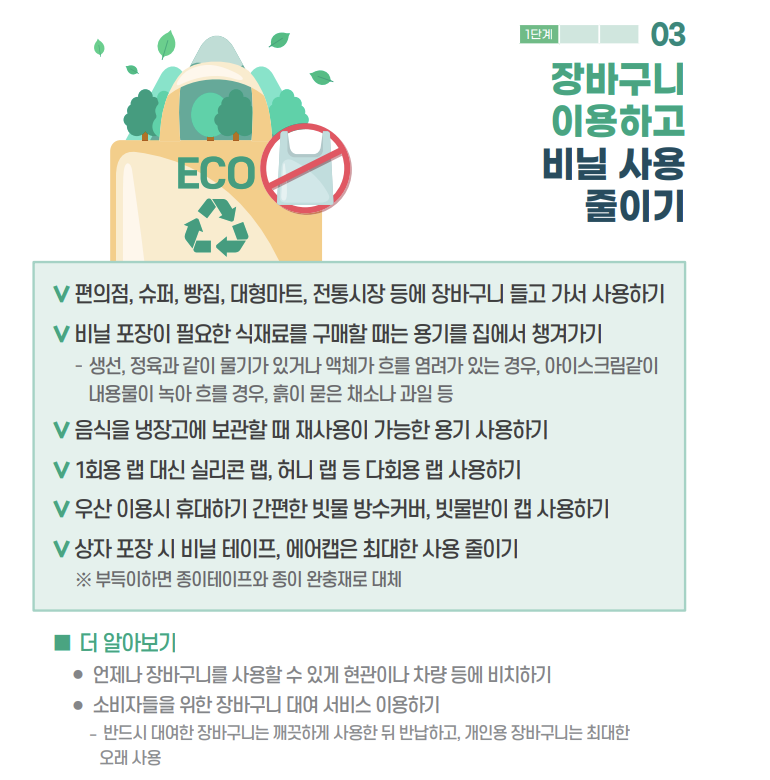 1단계
03
장바구니
이용하고
비닐 사용
줄이기
ECO
V 편의점, 슈퍼, 빵집, 대형마트, 전통시장 등에 장바구니 들고 가서 사용하기
V 비닐 포장이 필요한 식재료를 구매할 때는 용기를 집에서 챙겨가기
- 생선, 정육과 같이 물기가 있거나 액체가 흐를 염려가 있는 경우, 아이스크림같이
내용물이 녹아 흐를 경우, 흙이 묻은 채소나 과일 등
V 음식을 냉장고에 보관할 때 재사용이 가능한 용기 사용하기
V 1회용 랩 대신 실리콘 랩, 허니 랩 등 다회용 랩 사용하기
V 우산 이용시 휴대하기 간편한 빗물 방수커버, 빗물받이 캡 사용하기
V 상자 포장 시 비닐 테이프, 에어캡은 최대한 사용 줄이기
※ 부득이하면 종이테이프와 종이 완충재로 대체
■ 더 알아보기
● 언제나 장바구니를 사용할 수 있게 현관이나 차량 등에 비치하기
● 소비자들을 위한 장바구니 대여 서비스 이용하기
- 반드시 대여한 장바구니는 깨끗하게 사용한 뒤 반납하고, 개인용 장바구니는 최대한
오래 사용